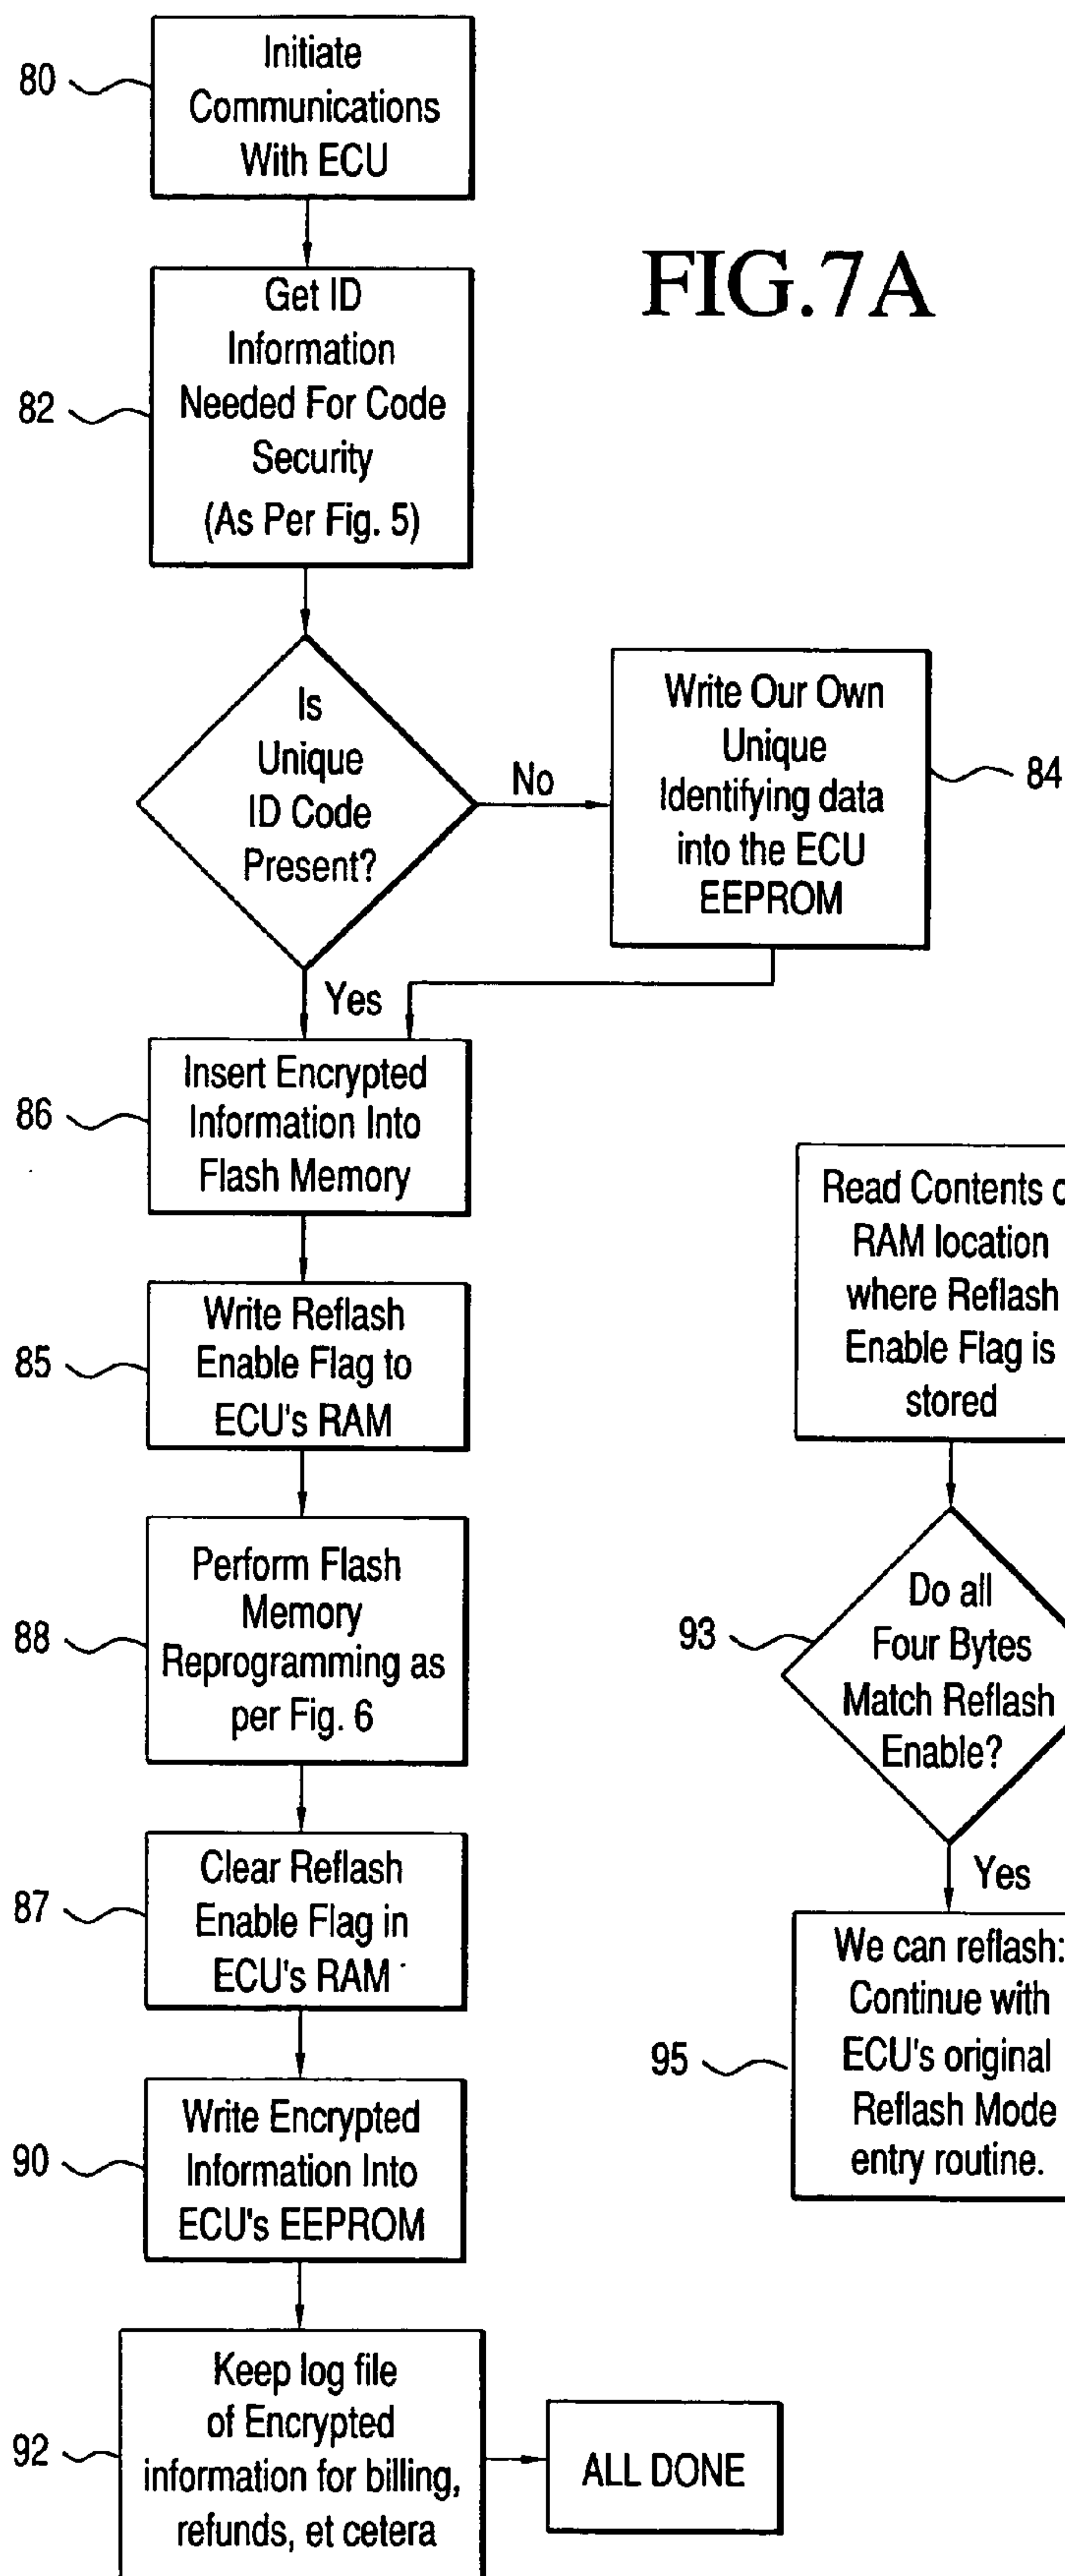 80
Initiate
Communications
With ECU
FIG.7A
82
Get ID
Information
Needed For Code
Security
(As Per Fig. 5)
Is
Unique
ID Code
Present?
No
Write Our Own
Unique
Identifying data
into the ECU
EEPROM
84
Yes
86
Insert Encrypted
Information Into
Flash Memory
85
Write Reflash
Enable Flag to
ECU's RAM
88
Perform Flash
Memory
Reprogramming as
per Fig. 6
87
Clear Reflash
Enable Flag in
ECU's RAM
90
Write Encrypted
Information Into
ECU's EEPROM
92
Keep log file
of Encrypted
information for billing,
refunds, et cetera
ALL DONE
Read Contents
RAM location
where Reflash
Enable Flag is
stored
93
Do all
Four Bytes
Match Reflash
Enable?
Yes
95
We can reflash:
Continue with
ECU's original
Reflash Mode
entry routine.